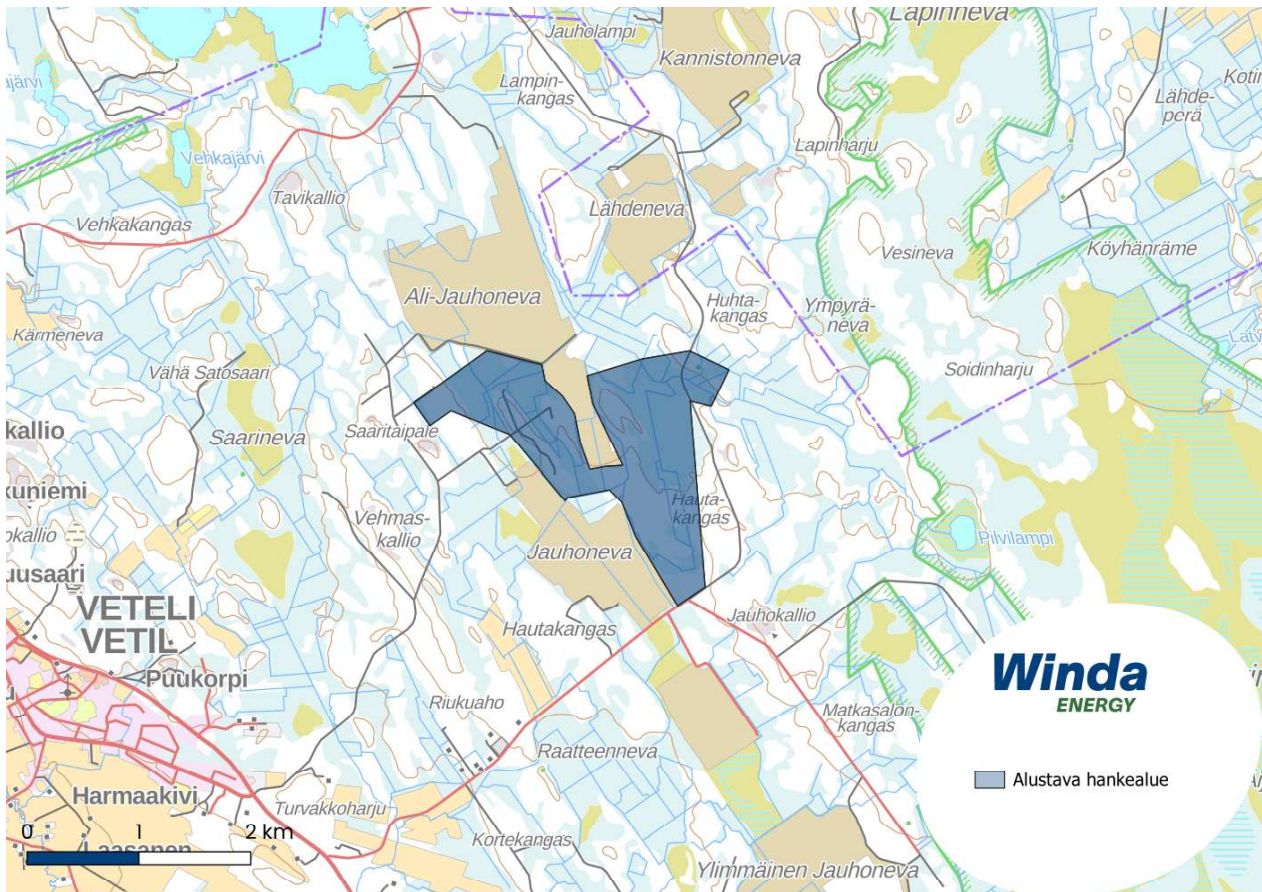 Lapinneva
Jauholampi
Kannistonneva
Lampin-
kangas
Lähde-
perä
Vehkajärvi
Lapinharju
Tavikallio
Lähdeneva
Vehkakangas
Vesineva
Köyhänräme
Ali-Jauhoneva
Huhta-
kangas
Ympyrä-
neva
Kärmeneva
Vähä Satosaari
Soidinharju
Saarineva
Saaritaipale
Hauta-
kangas
Vehmas-
kallio
Jauhoneva
Pilvilampi
VETELI
VETIL
Hautakangas
Jauhokallio
Puukorpi
Riukuaho
Matkasalon-
kangas
Raatteenneva
Harmaakivi
Turvakkoharju
Kortekangas
Laasanen
Ylimmäinen Jauhoneva
0 1 2 km
Winda
ENERGY
Alustava hankealue